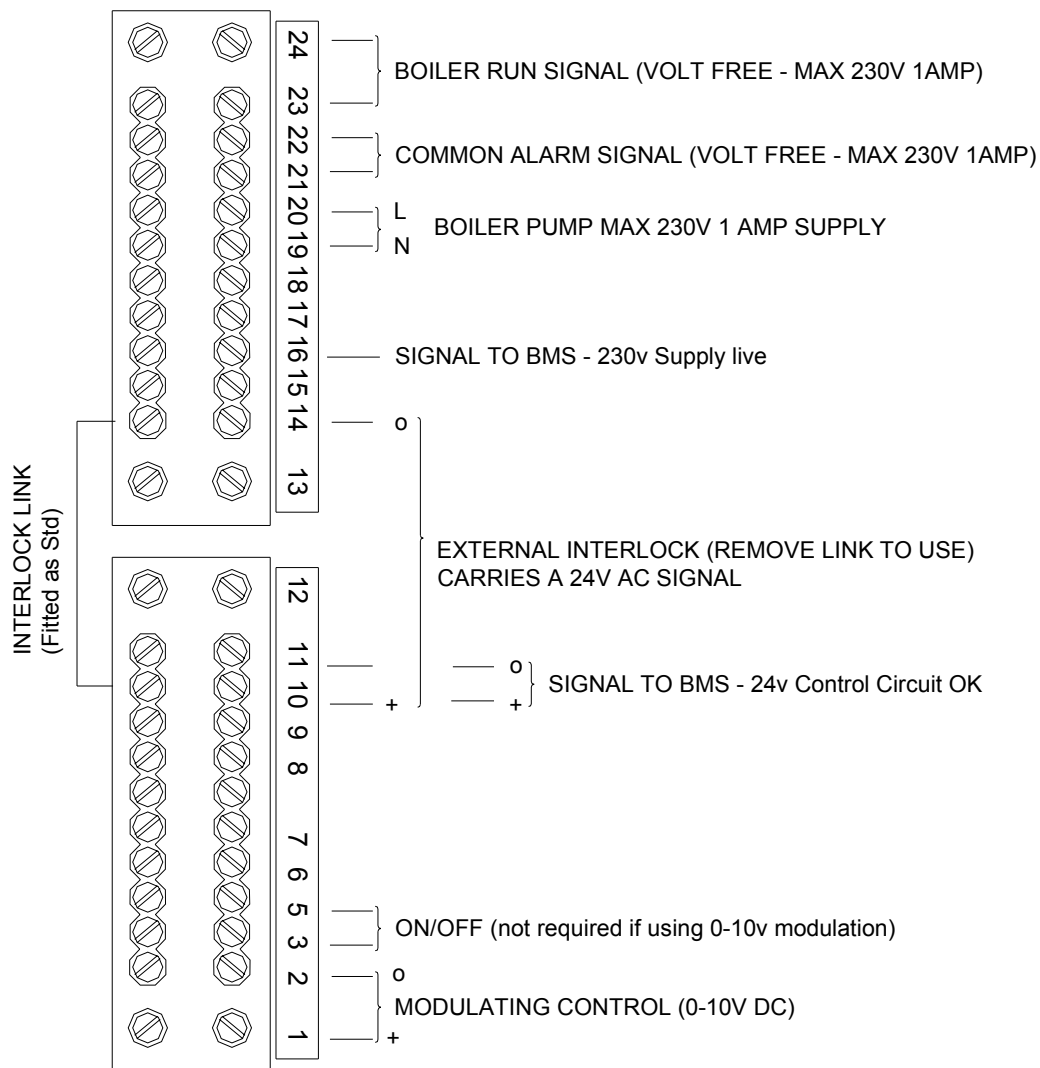 24
BOILER RUN SIGNAL (VOLT FREE - MAX 230V 1AMP)
23
22
COMMON ALARM SIGNAL (VOLT FREE - MAX 230V 1AMP)
21
20
L
BOILER PUMP MAX 230V 1 AMP SUPPLY
19
N
18
17
16
SIGNAL TO BMS - 230v Supply live
15
14
o
13
INTERLOCK LINK
(Fitted as Std)
EXTERNAL INTERLOCK (REMOVE LINK TO USE)
CARRIES A 24V AC SIGNAL
12
11
o
SIGNAL TO BMS - 24v Control Circuit OK
10
+
+
9
8
7
6
5
ON/OFF (not required if using 0-10v modulation)
3
2
o
MODULATING CONTROL (0-10V DC)
1
+